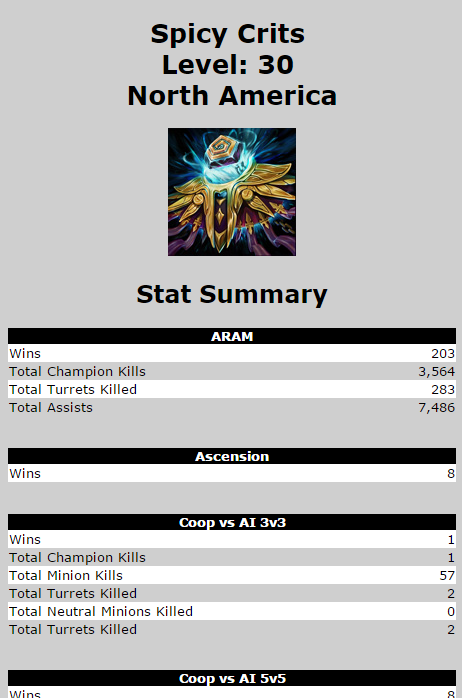 Spicy Crits
Level: 30
North America
Stat Summary
ARAM
Wins 203
Total Champion Kills 3,564
Total Turrets Killed 283
Total Assists 7,486
Ascension
Wins 8
Coop vs AI 3v3
Wins 1
Total Champion Kills 1
Total Minion Kills 57
Total Turrets Killed 2
Total Neutral Minions Killed 0
Total Turrets Killed 2
Coop vs AI 5v5
Wins 8